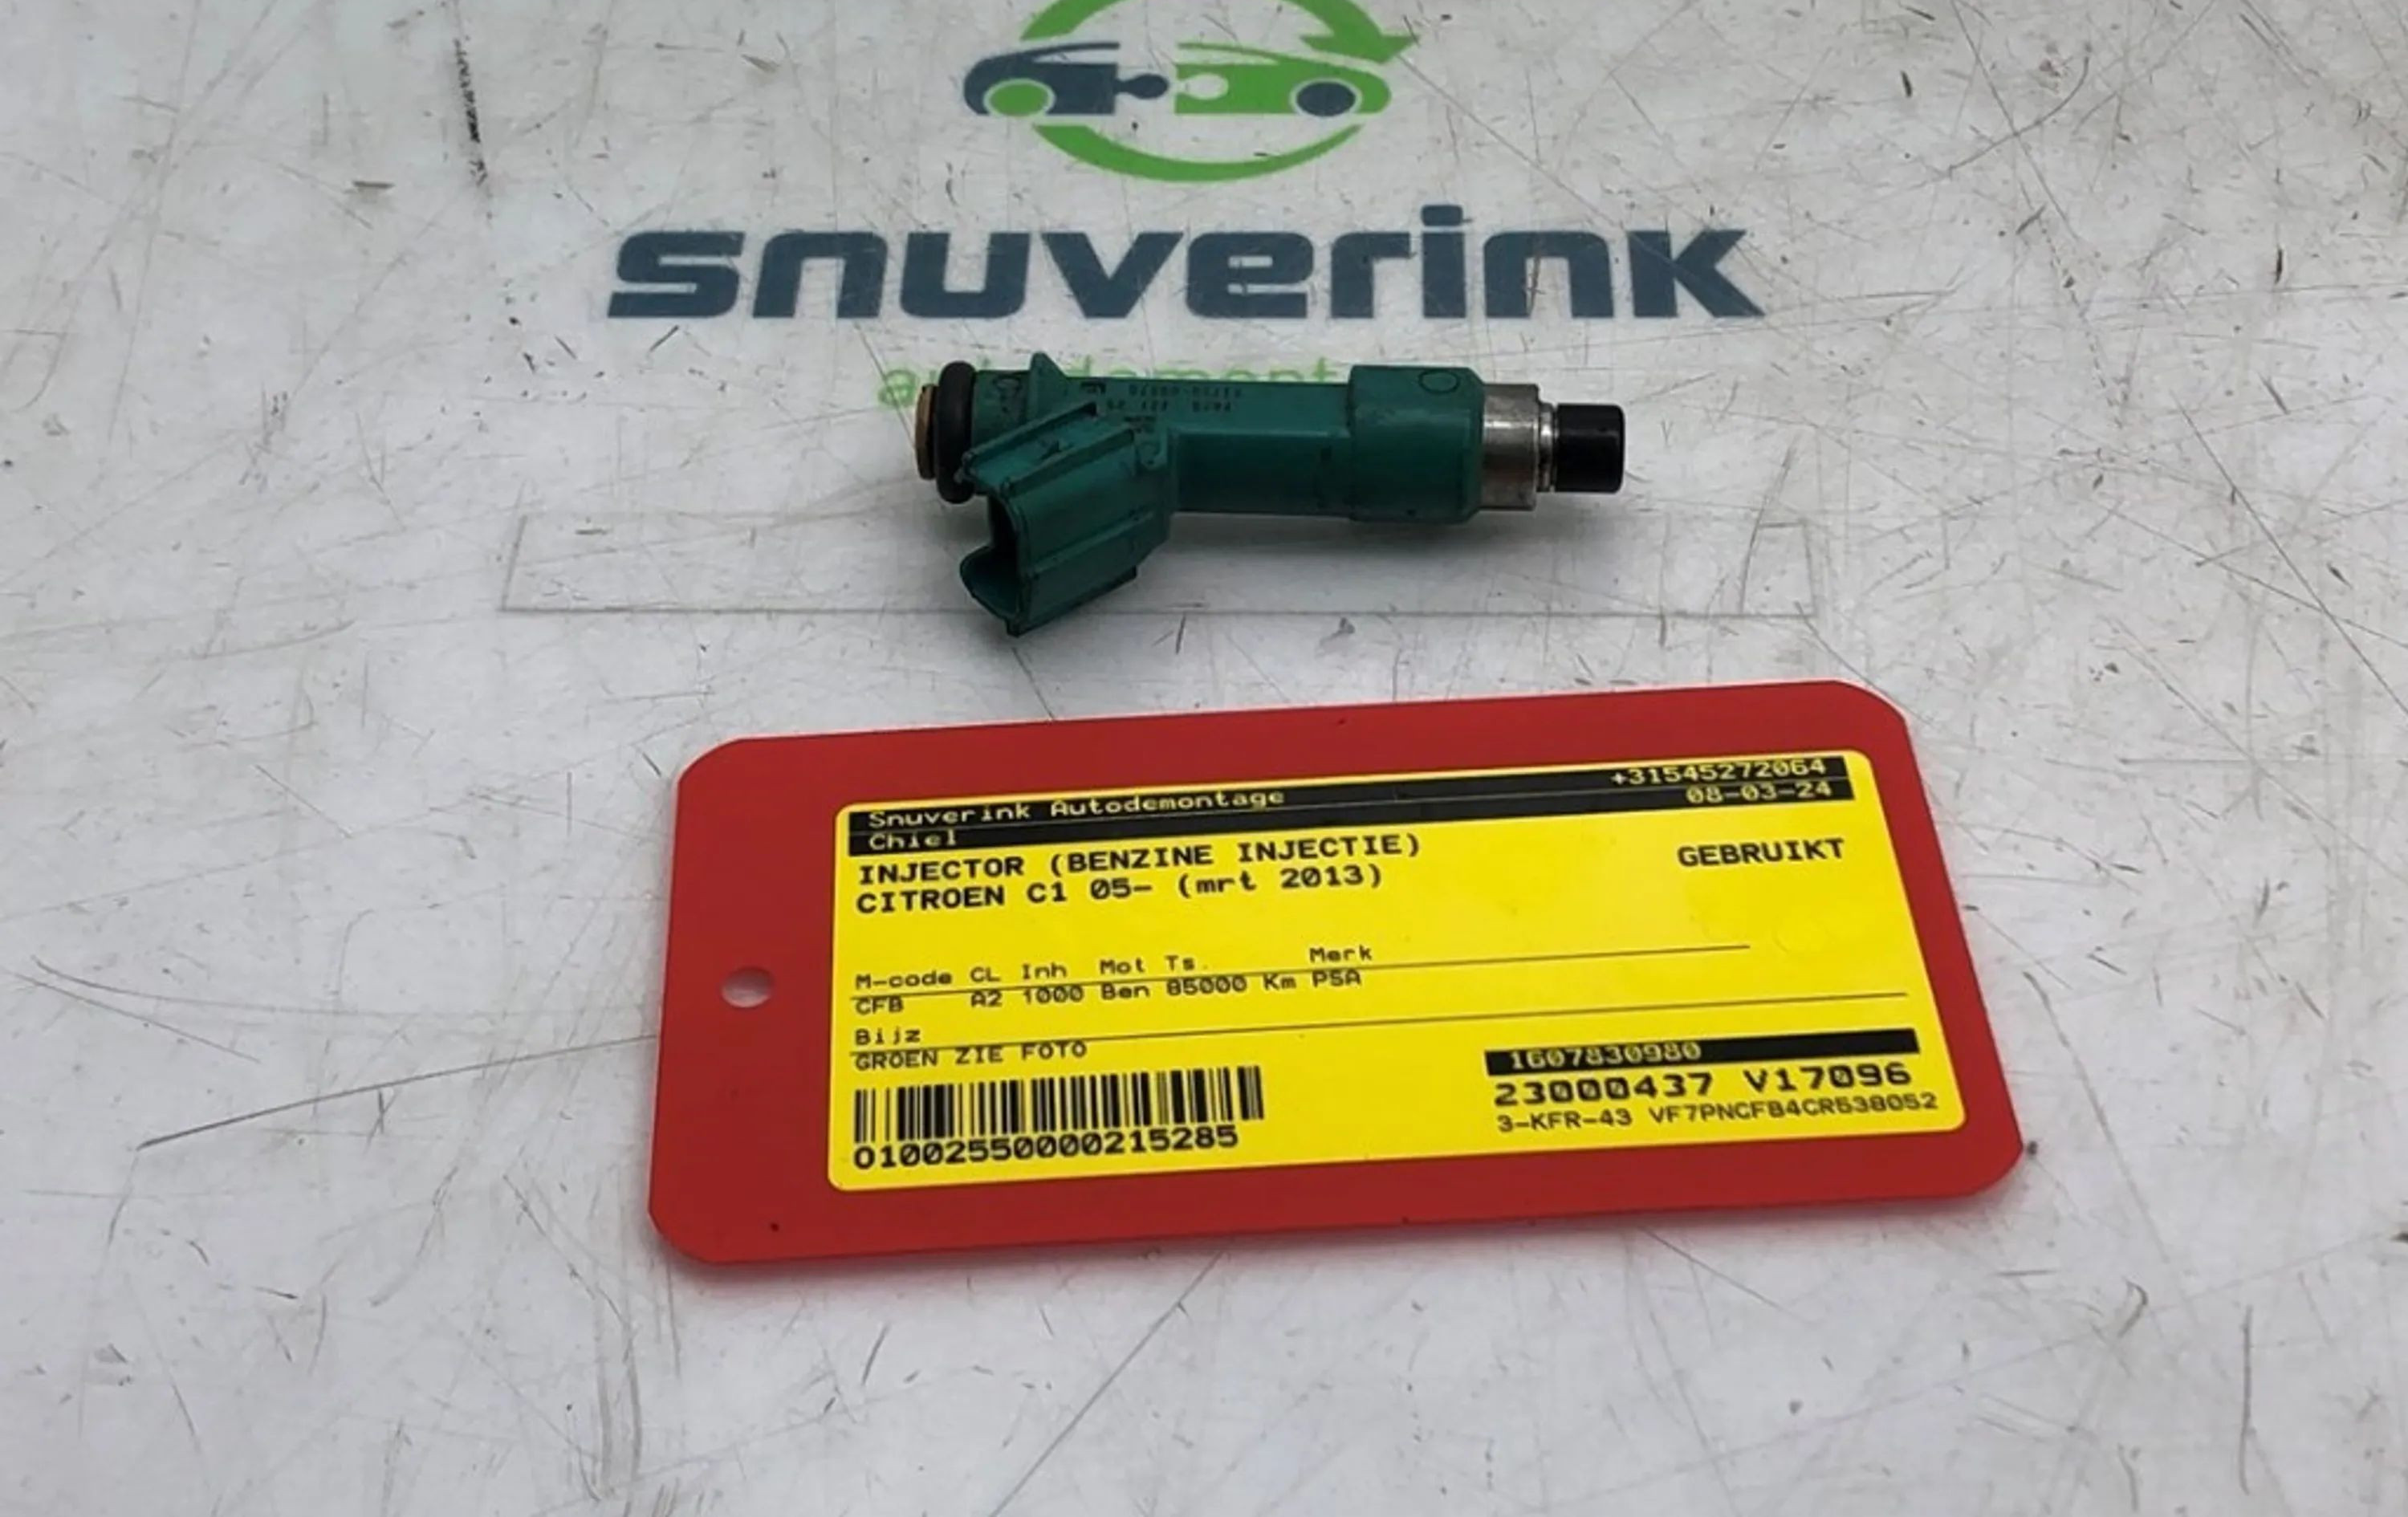 snuverink
Snuverink Autodemontage +31545272064
Chiel 08-03-24
INJECTOR (BENZINE INJECTIE) GEBRUIKT
CITROEN C1 05- (mrt 2013)
M-code CL Inh Mot Ts. Merk
CFB A2 1000 Ben 85000 Km PSA
Bijz
GROEN ZIE FOTO
1607830980
23000437 V17096
3-KFR-43 VF7PNCFB4CR538052
0100255000021528​5